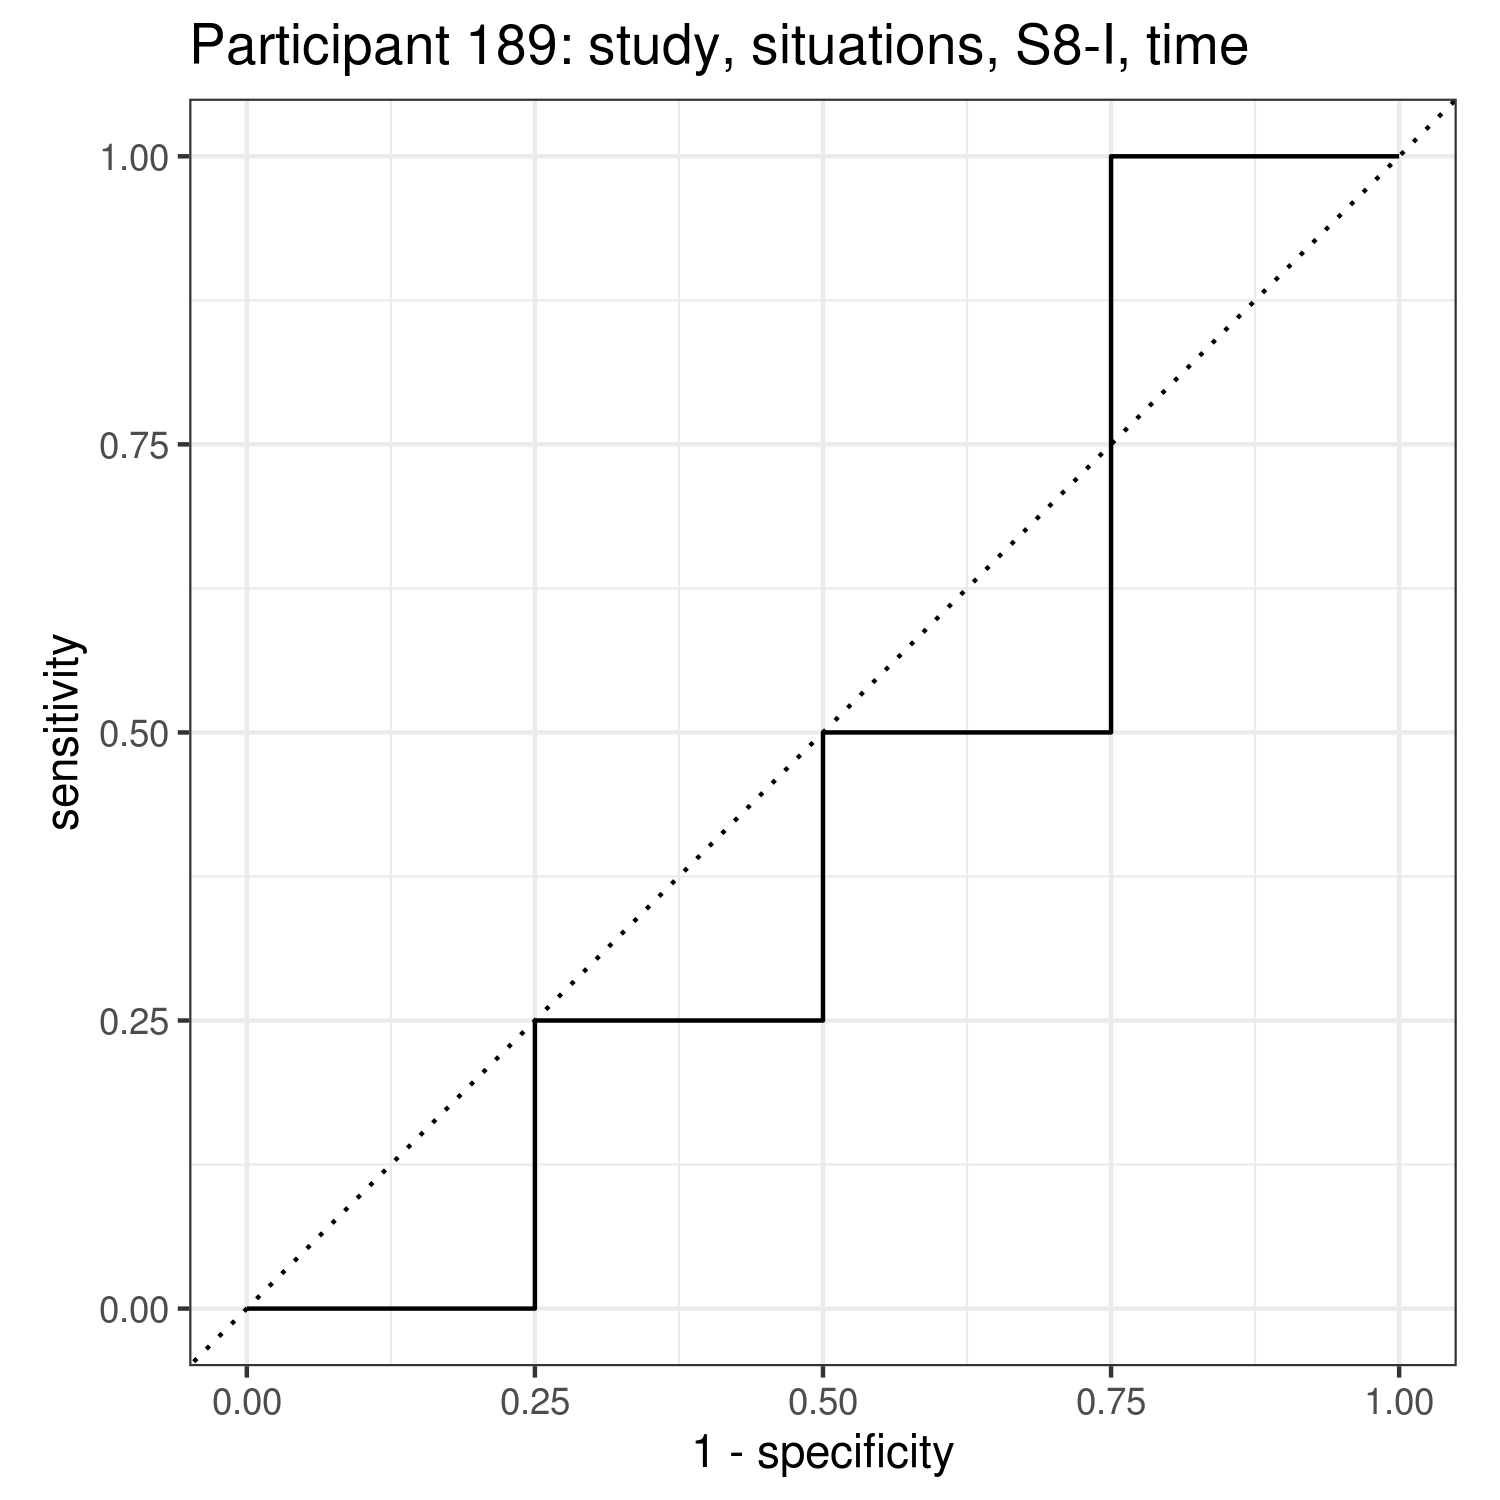 Participant 189: study, situations, S8-I, time
1.00
0.75
0.50
0.25
0.00
sensitivity
0.00 0.25 0.50 0.75 1.00
1 - specificity